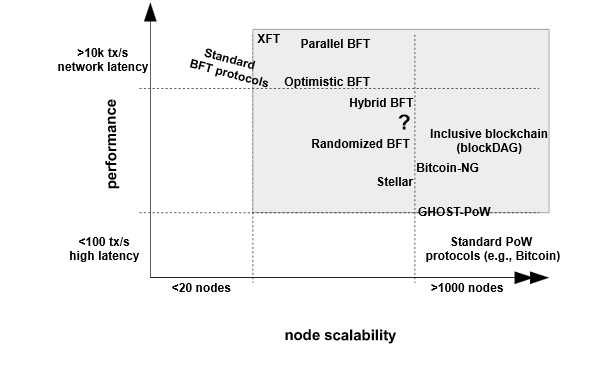 >10k tx/s
network latency
Standard
BFT protocols
XFT
Parallel BFT
Optimistic BFT
Hybrid BFT
?
Randomized BFT
Inclusive blockchain
(blockDAG)
Bitcoin-NG
Stellar
GHOST-PoW
performance
<100 tx/s
high latency
Standard PoW
protocols (e.g., Bitcoin)
<20 nodes
>1000 nodes
node scalability